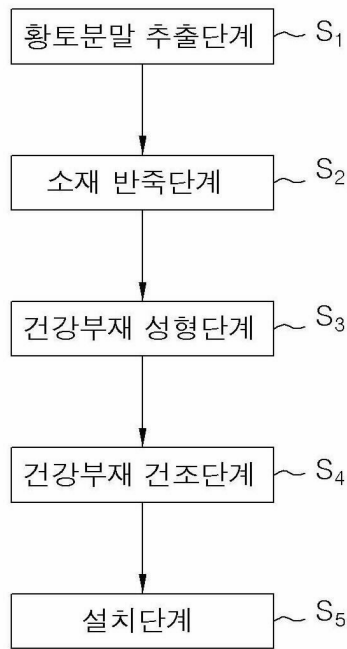 황토분말 추출단계 S₁
소재 반죽단계 S₂
건강부재 성형단계 S₃
건강부재 건조단계 S₄
설치단계 S₅